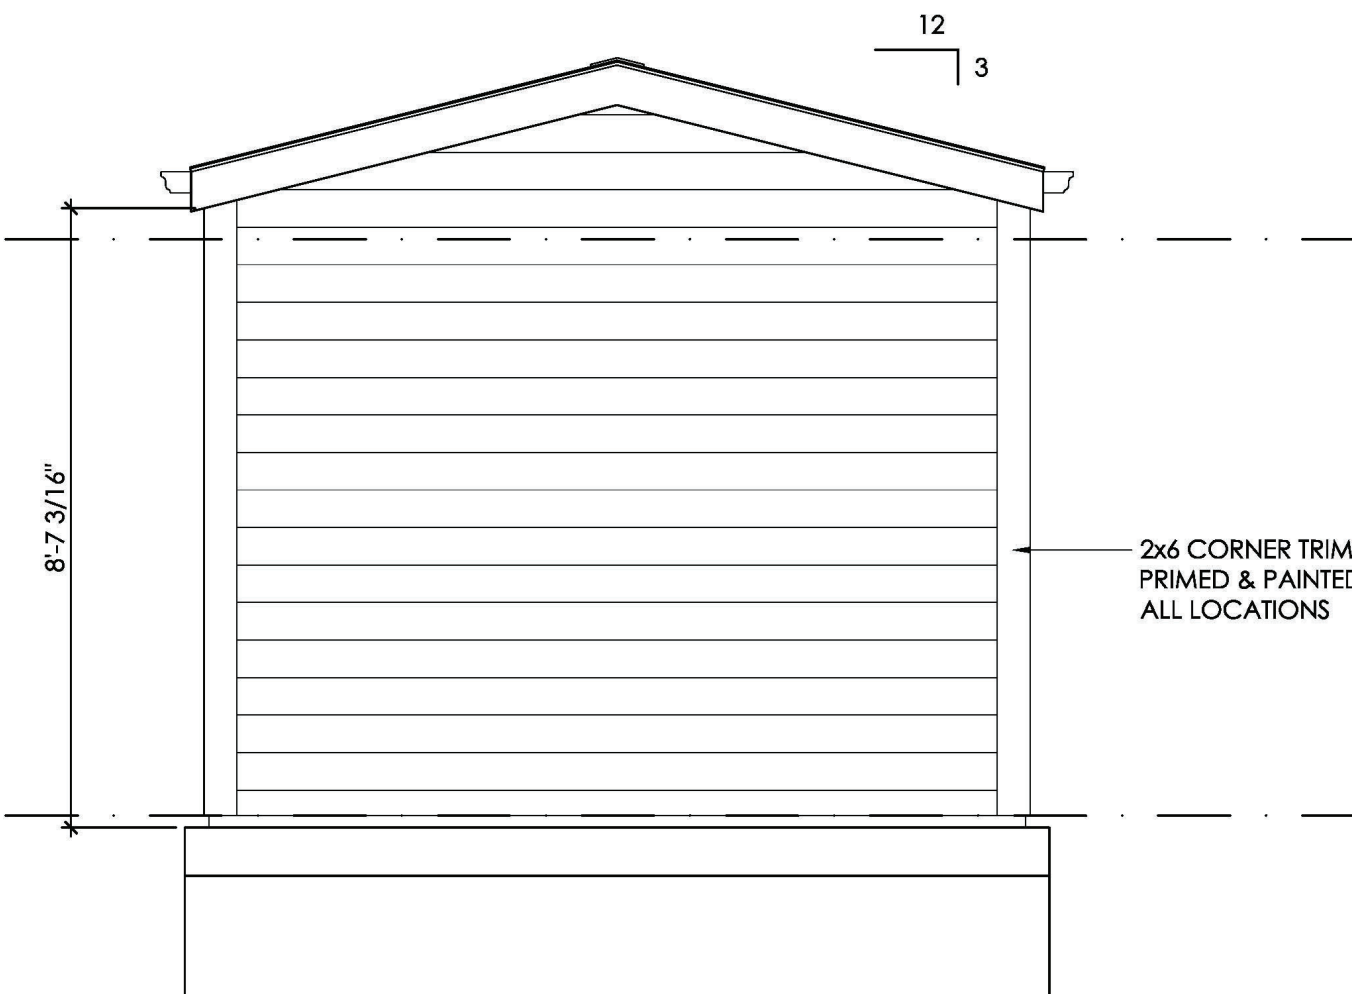 12
3
8'-7 3/16"
2x6 CORNER TRIM
PRIMED & PAINTED
ALL LOCATIONS